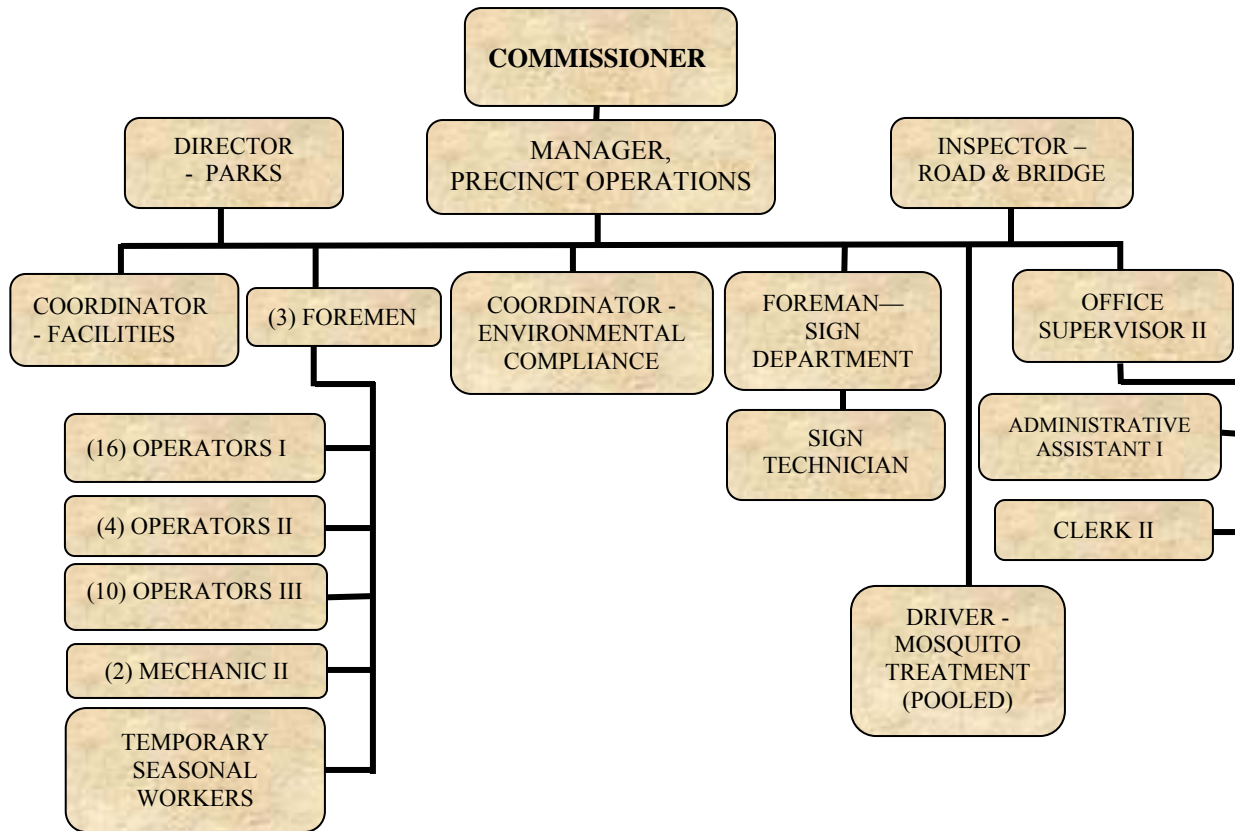 COMMISSIONER
DIRECTOR
- PARKS
MANAGER,
PRECINCT OPERATIONS
INSPECTOR –
ROAD & BRIDGE
COORDINATOR
- FACILITIES
(3) FOREMEN
COORDINATOR -
ENVIRONMENTAL
COMPLIANCE
FOREMAN—
SIGN
DEPARTMENT
OFFICE
SUPERVISOR II
(16) OPERATORS I
(4) OPERATORS II
(10) OPERATORS III
(2) MECHANIC II
TEMPORARY
SEASONAL
WORKERS
SIGN
TECHNICIAN
DRIVER -
MOSQUITO
TREATMENT
(POOLED)
ADMINISTRATIVE
ASSISTANT I
CLERK II